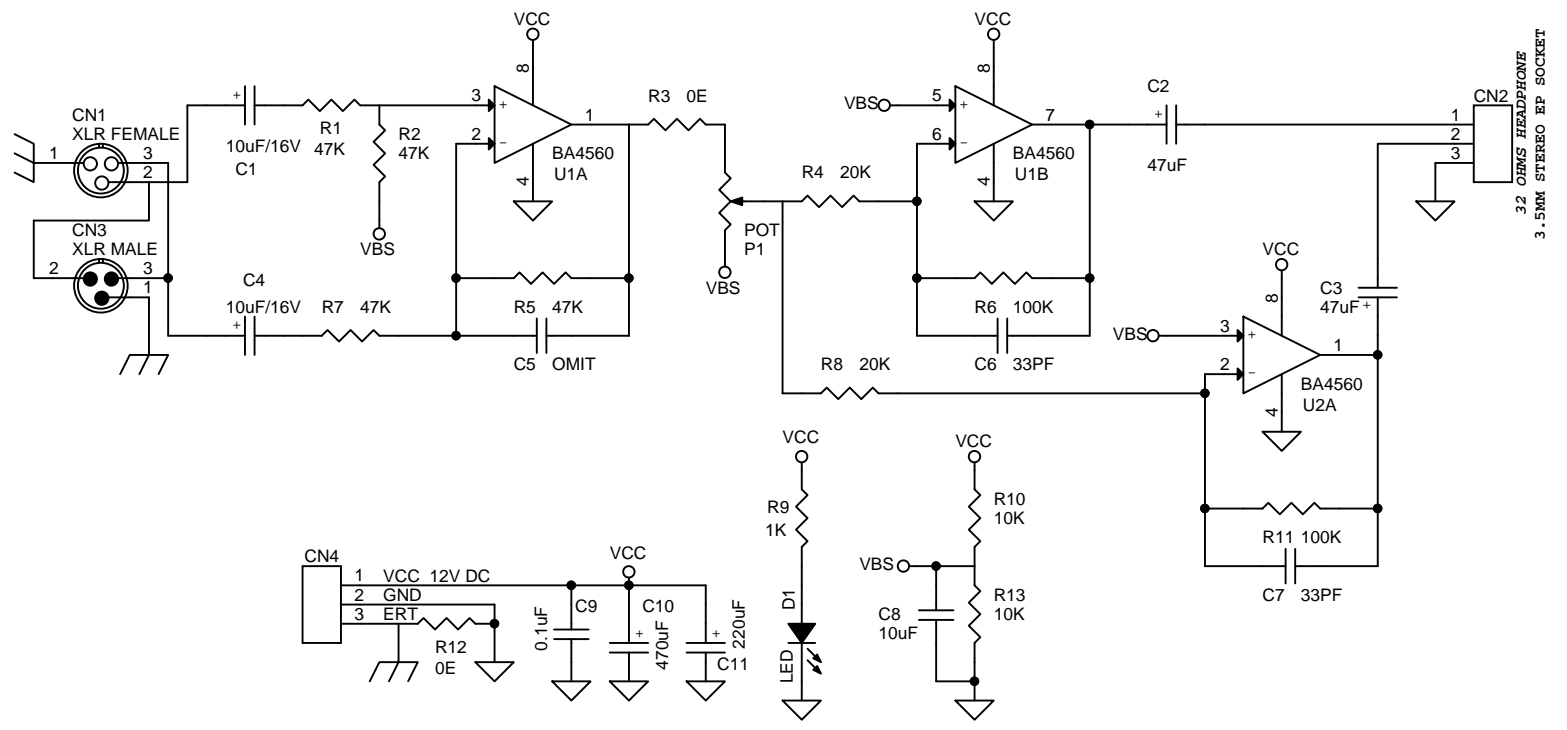 VCC
8
3
+
2
−
1
4
BA4560
U1A
CN1
XLR FEMALE
1
3
2
+
10uF/16V
C1
R1
47K
R2
47K
VBS
CN3
XLR MALE
2
3
1
C4
10uF/16V
+
R7 47K
R5 47K
C5 OMIT
R3 0E
POT
P1
VBS
R4 20K
VCC
8
VBS
5
+
6
−
7
4
BA4560
U1B
R6 100K
C6 33PF
C2
+
47uF
CN2
1
2
3
32 OHMS HEADPHONE
3.5MM STEREO EP SOCKET
R8 20K
VCC
8
VBS
3
+
2
−
1
4
BA4560
U2A
C3
47uF
+
R11 100K
C7 33PF
CN4
1 VCC 12V DC
2 GND
3 ERT
R12
0E
VCC
C9
0.1uF
C10
+
470uF
+
220uF
C11
VCC
R9
1K
D1
LED
VCC
R10
10K
VBS
R13
10K
C8
10uF